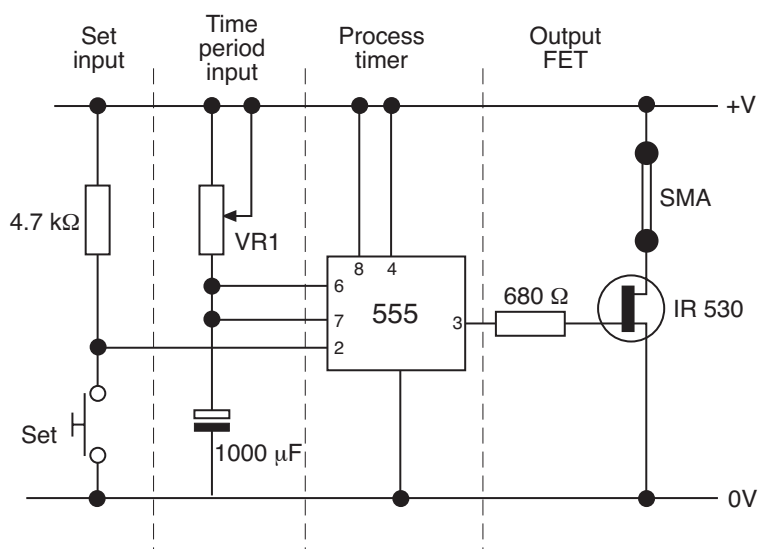 Set
input
Time
period
input
Process
timer
Output
FET
+V
4.7 kΩ
VR1
SMA
8 4
6
7
2
555
3
680 Ω
IR 530
Set
1000 µF
0V